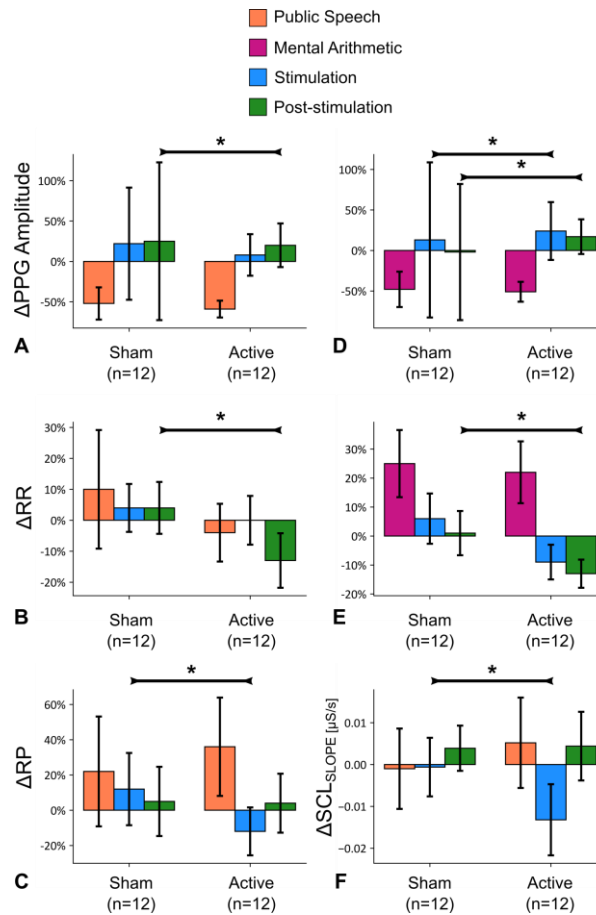 Public Speech
Mental Arithmetic
Stimulation
Post-stimulation
*
100%
50%
0%
-50%
ΔPPG Amplitude
A
Sham
(n=12)
Active
(n=12)
*
*
100%
50%
0%
-50%
D
Sham
(n=12)
Active
(n=12)
*
30%
20%
10%
0%
-10%
-20%
ΔRR
B
Sham
(n=12)
Active
(n=12)
*
30%
20%
10%
0%
-10%
-20%
E
Sham
(n=12)
Active
(n=12)
*
60%
40%
20%
0%
-20%
ΔRP
C
Sham
(n=12)
Active
(n=12)
*
0.01
0.00
−0.01
−0.02
ΔSCLSLOPE [µS/s]
F
Sham
(n=12)
Active
(n=12)